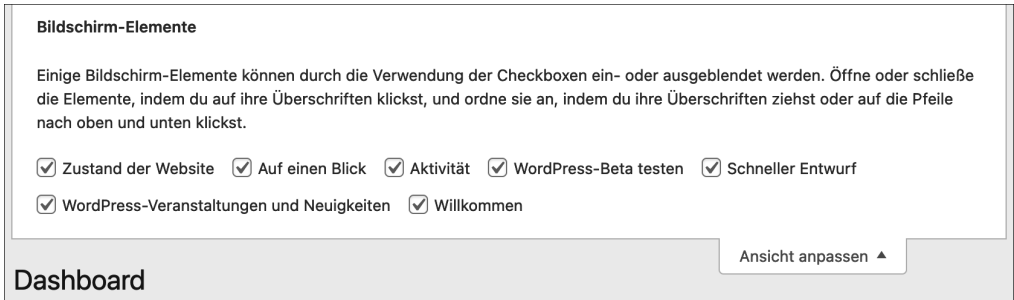 Bildschirm-Elemente
Einige Bildschirm-Elemente können durch die Verwendung der Checkboxen ein- oder ausgeblendet werden. Öffne oder schließe
die Elemente, indem du auf ihre Überschriften klickst, und ordne sie an, indem du ihre Überschriften ziehst oder auf die Pfeile
nach oben und unten klickst.
Zustand der Website Auf einen Blick Aktivität WordPress-Beta testen Schneller Entwurf
WordPress-Veranstaltungen und Neuigkeiten Willkommen
Ansicht anpassen
Dashboard